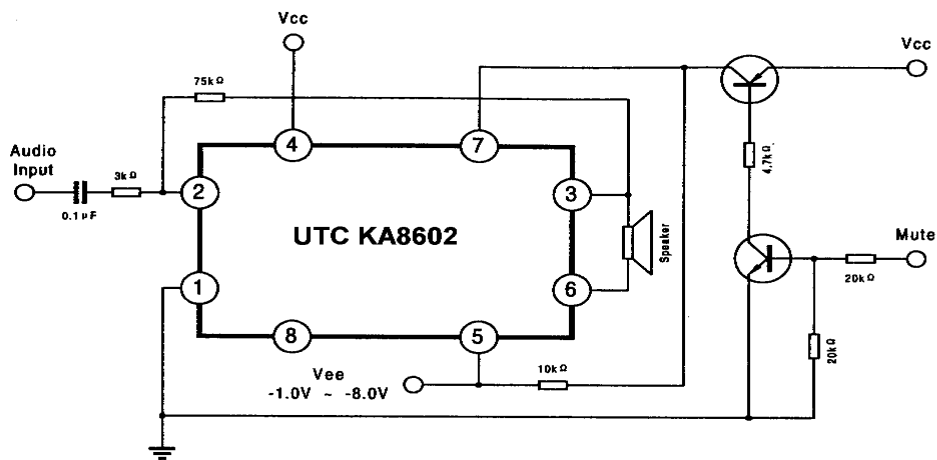 Vcc
Vcc
75kΩ
4
7
Audio
Input
3kΩ
2
3
4.7kΩ
0.1μF
UTC KA8602
Speaker
Mute
1
6
20kΩ
8
5
20kΩ
Vee
-1.0V ~ -8.0V
10kΩ